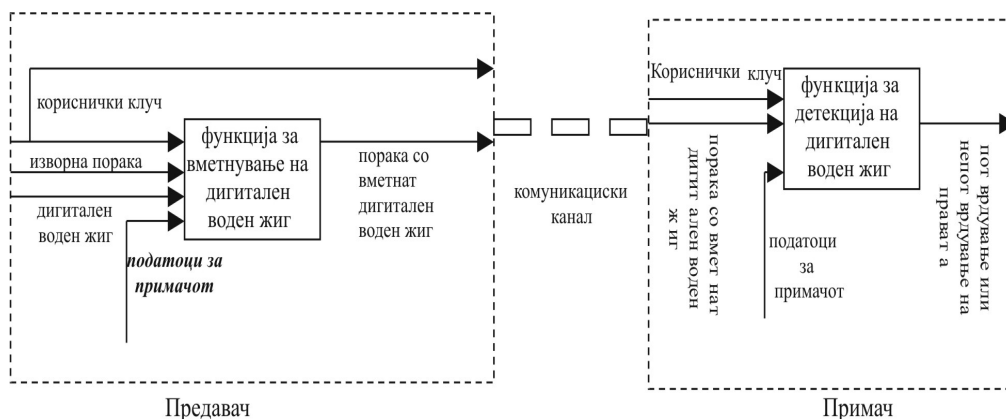 кориснички клуч
изворна порака
дигитален
воден жиг
податоци за
примачот
функција за
вметнување на
дигитален
воден жиг
порака со
вметнат
дигитален
воден жиг
Предавач
комуникациски
канал
Кориснички клуч
порака со вмет нат
дигит ален воден
ж иг
функција за
детекција на
дигитален
воден жиг
податоци
за
примачот
пот врдување или
непот врдување на
прават а
Примач